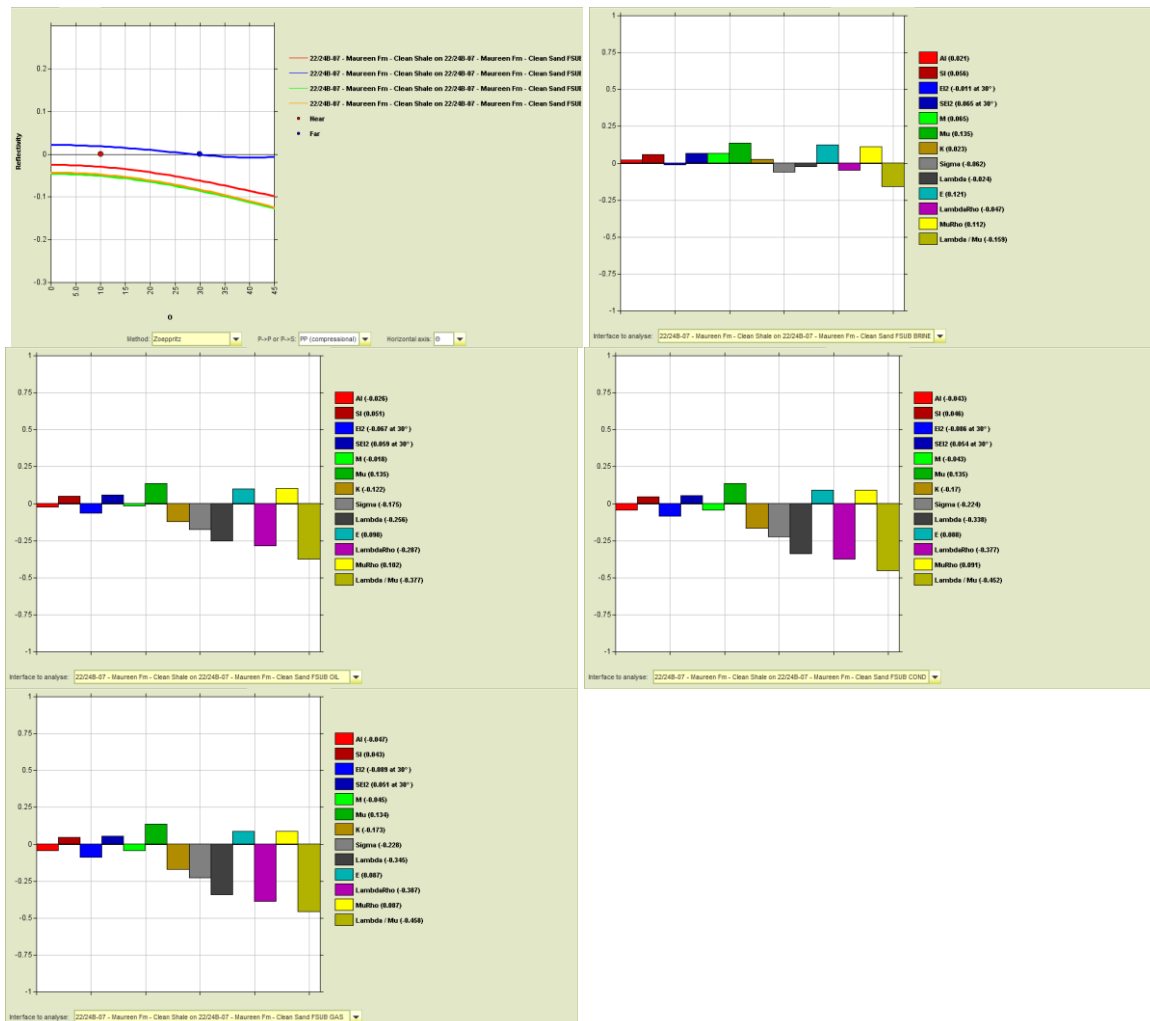 0.2
0.1
0
-0.1
-0.2
-0.3
Reflectivity
0
5.0
10
15
20
25
30
35
40
45
Θ
22/24B-07 - Maureen Fm - Clean Shale on 22/24B-07 - Maureen Fm - Clean Sand FSUB
22/24B-07 - Maureen Fm - Clean Shale on 22/24B-07 - Maureen Fm - Clean Sand FSUB
22/24B-07 - Maureen Fm - Clean Shale on 22/24B-07 - Maureen Fm - Clean Sand FSUB
22/24B-07 - Maureen Fm - Clean Shale on 22/24B-07 - Maureen Fm - Clean Sand FSUB
Near
Far
Method: Zoeppritz P->P or P->S: PP (compressional) Horizontal axis: Θ
1
0.75
0.5
0.25
0
-0.25
-0.5
-0.75
-1
AI (0.021)
SI (0.056)
EI2 (-0.011 at 30°)
SEI2 (0.065 at 30°)
M (0.065)
Mu (0.135)
K (0.023)
Sigma (-0.062)
Lambda (-0.024)
E (0.121)
LambdaRho (-0.047)
MuRho (0.112)
Lambda / Mu (-0.159)
Interface to analyse: 22/24B-07 - Maureen Fm - Clean Shale on 22/24B-07 - Maureen Fm - Clean Sand FSUB BRINE
1
0.75
0.5
0.25
0
-0.25
-0.5
-0.75
-1
AI (-0.026)
SI (0.051)
EI2 (-0.067 at 30°)
SEI2 (0.059 at 30°)
M (-0.018)
Mu (0.135)
K (-0.122)
Sigma (-0.175)
Lambda (-0.256)
E (0.098)
LambdaRho (-0.287)
MuRho (0.102)
Lambda / Mu (-0.377)
Interface to analyse: 22/24B-07 - Maureen Fm - Clean Shale on 22/24B-07 - Maureen Fm - Clean Sand FSUB OIL
1
0.75
0.5
0.25
0
-0.25
-0.5
-0.75
-1
AI (-0.043)
SI (0.046)
EI2 (-0.086 at 30°)
SEI2 (0.054 at 30°)
M (-0.043)
Mu (0.135)
K (-0.17)
Sigma (-0.224)
Lambda (-0.338)
E (0.088)
LambdaRho (-0.377)
MuRho (0.091)
Lambda / Mu (-0.452)
Interface to analyse: 22/24B-07 - Maureen Fm - Clean Shale on 22/24B-07 - Maureen Fm - Clean Sand FSUB COND
1
0.75
0.5
0.25
0
-0.25
-0.5
-0.75
-1
AI (-0.047)
SI (0.043)
EI2 (-0.089 at 30°)
SEI2 (0.051 at 30°)
M (-0.045)
Mu (0.134)
K (-0.173)
Sigma (-0.228)
Lambda (-0.345)
E (0.087)
LambdaRho (-0.387)
MuRho (0.087)
Lambda / Mu (-0.458)
Interface to analyse: 22/24B-07 - Maureen Fm - Clean Shale on 22/24B-07 - Maureen Fm - Clean Sand FSUB GAS